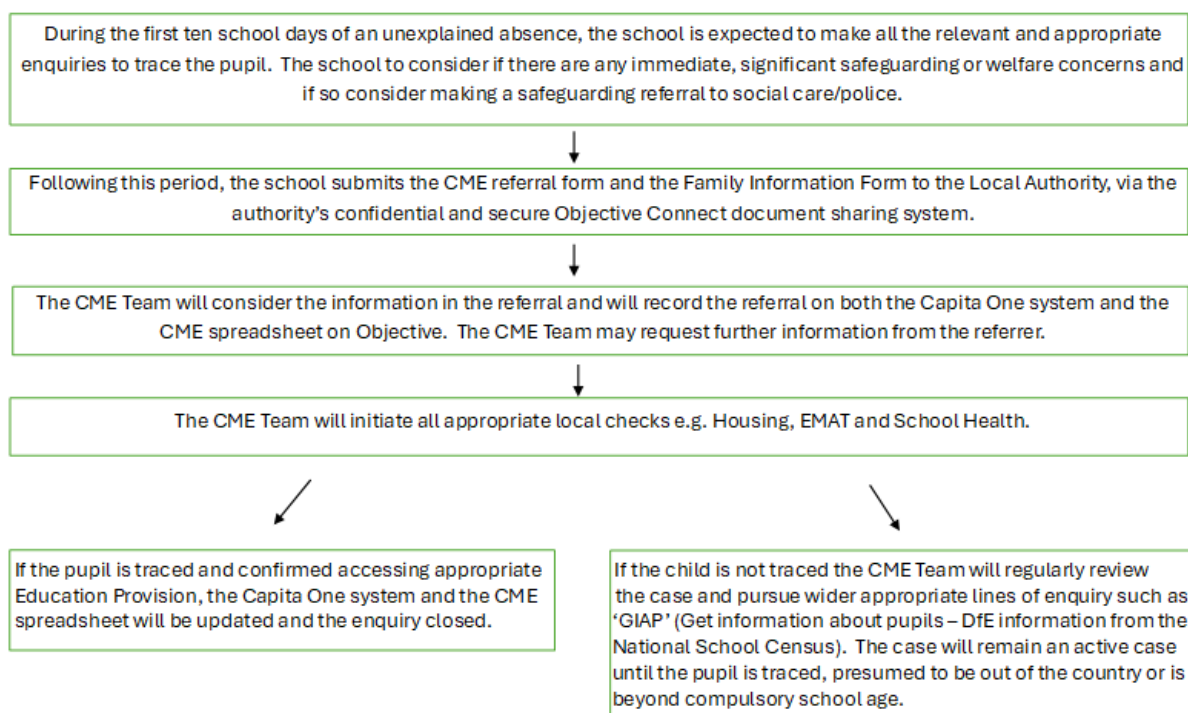 During the first ten school days of an unexplained absence, the school is expected to make all the relevant and appropriate
enquiries to trace the pupil.  The school to consider if there are any immediate, significant safeguarding or welfare concerns and
if so consider making a safeguarding referral to social care/police.
Following this period, the school submits the CME referral form and the Family Information Form to the Local Authority, via the
authority's confidential and secure Objective Connect document sharing system.
The CME Team will consider the information in the referral and will record the referral on both the Capita One system and the
CME spreadsheet on Objective.  The CME Team may request further information from the referrer.
The CME Team will initiate all appropriate local checks e.g. Housing, EMAT and School Health.
If the pupil is traced and confirmed accessing appropriate
Education Provision, the Capita One system and the CME
spreadsheet will be updated and the enquiry closed.
If the child is not traced the CME Team will regularly review
the case and pursue wider appropriate lines of enquiry such as
'GIAP' (Get information about pupils – DfE information from the
National School Census).  The case will remain an active case
until the pupil is traced, presumed to be out of the country or is
beyond compulsory school age.